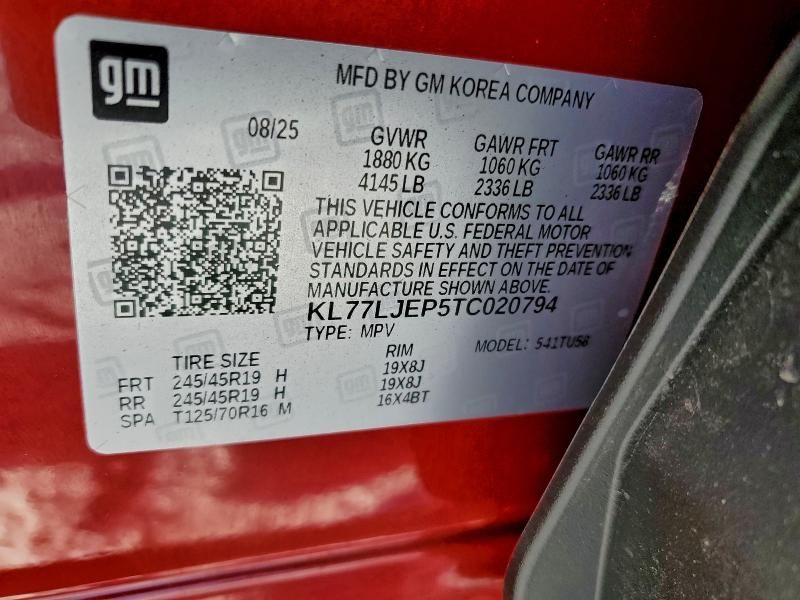 gm
MFD BY GM KOREA COMPANY
08/25
GVWR GAWR FRT GAWR RR
1880 KG 1060 KG 1060 KG
4145 LB 2336 LB 2336 LB
THIS VEHICLE CONFORMS TO ALL
APPLICABLE U.S. FEDERAL MOTOR
VEHICLE SAFETY AND THEFT PREVENTION
STANDARDS IN EFFECT ON THE DATE OF
MANUFACTURE SHOWN ABOVE.
KL77LJEP5TC020794
TYPE: MPV MODEL: 541TU58
TIRE SIZE RIM
FRT 245/45R19 H 19X8J
RR 245/45R19 H 19X8J
SPA T125/70R16 M 16X4BT